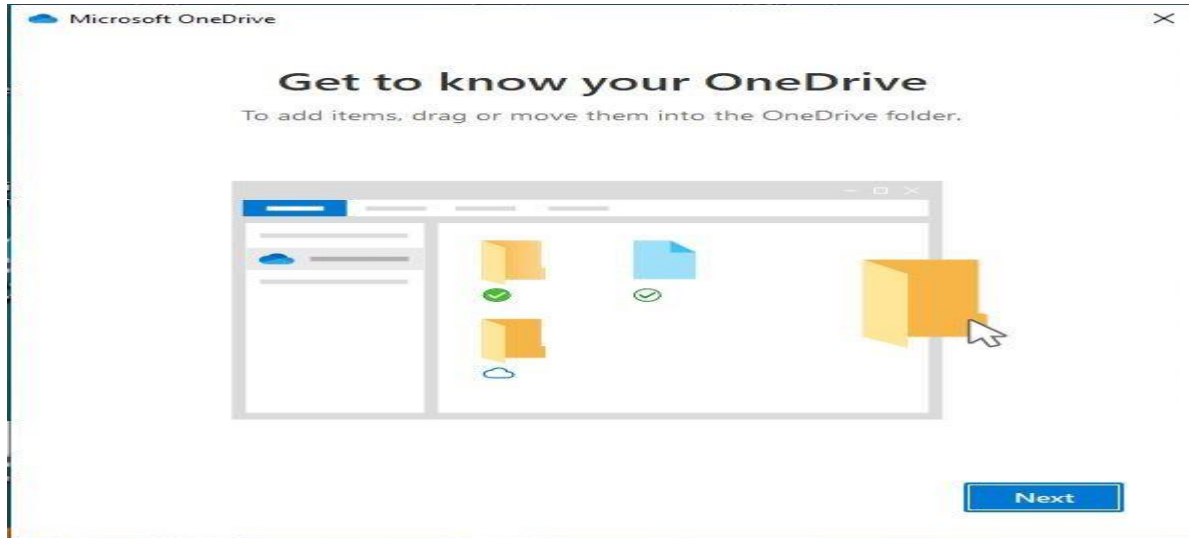 Microsoft OneDrive
Get to know your OneDrive
To add items, drag or move them into the OneDrive folder.
Next